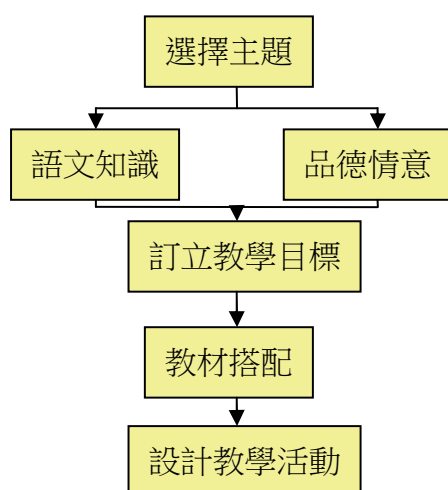 選擇主題
語文知識
品德情意
訂立教學目標
教材搭配
設計教學活動